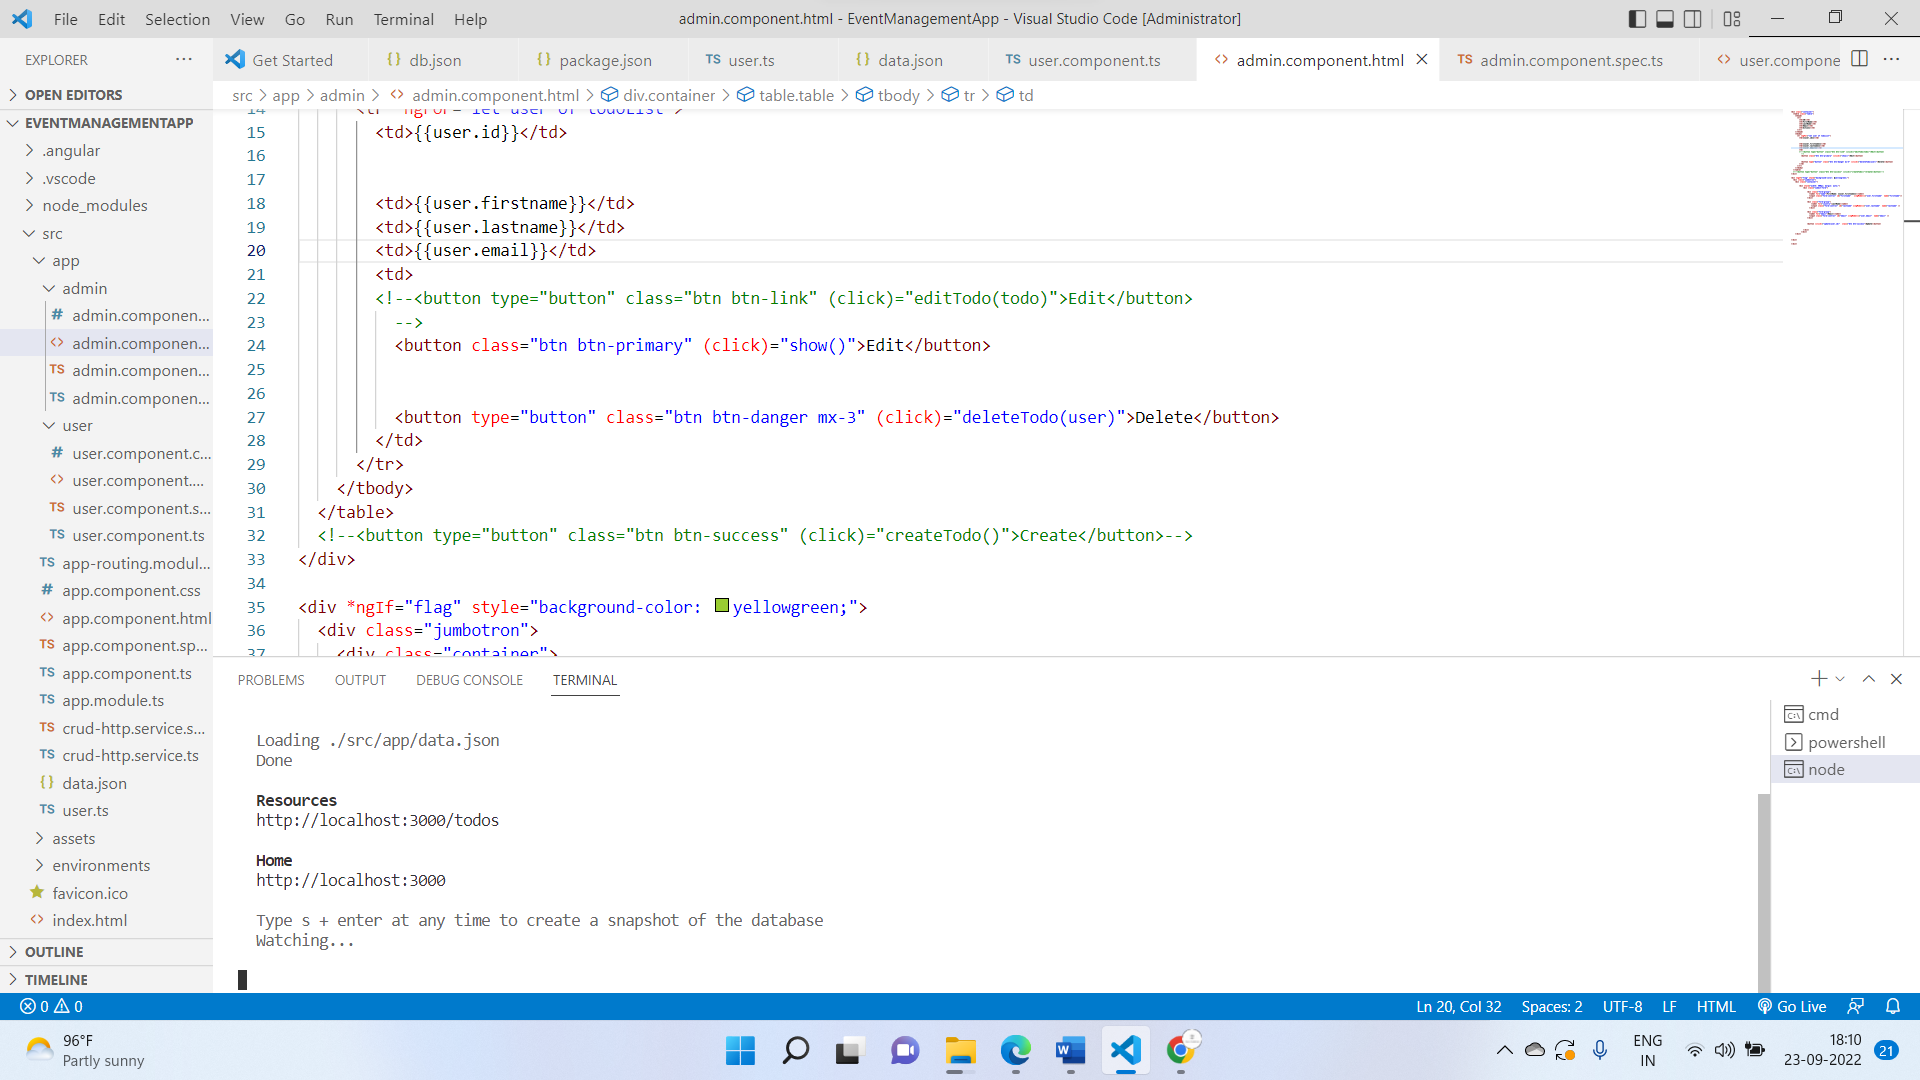 File Edit Selection View Go Run Terminal Help
admin.component.html - EventManagementApp - Visual Studio Code [Administrator]
EXPLORER
Get Started
db.json
package.json
user.ts
data.json
user.component.ts
admin.component.html
admin.component.spec.ts
user.compone
src > app > admin > admin.component.html > div.container > table.table > tbody > tr > td
OPEN EDITORS
EVENTMANAGEMENTAPP
.angular
.vscode
node_modules
src
app
admin
admin.componen...
admin.componen...
admin.componen...
admin.componen...
user
user.component.c...
user.component....
user.component.s...
user.component.ts
app-routing.modul...
app.component.css
app.component.html
app.component.sp...
app.component.ts
app.module.ts
crud-http.service.s...
crud-http.service.ts
data.json
user.ts
assets
environments
favicon.ico
index.html
OUTLINE
TIMELINE
14 <tr *ngFor="let user of todoList">
15 <td>{{user.id}}</td>
16
17
18 <td>{{user.firstname}}</td>
19 <td>{{user.lastname}}</td>
20 <td>{{user.email}}</td>
21 <td>
22 <!--<button type="button" class="btn btn-link" (click)="editTodo(todo)">Edit</button>
23 -->
24 <button class="btn btn-primary" (click)="show()">Edit</button>
25
26
27 <button type="button" class="btn btn-danger mx-3" (click)="deleteTodo(user)">Delete</button>
28 </td>
29 </tr>
30 </tbody>
31 </table>
32 <!--<button type="button" class="btn btn-success" (click)="createTodo()">Create</button>-->
33 </div>
34
35 <div *ngIf="flag" style="background-color: yellowgreen;">
36 <div class="jumbotron">
37 <div class="container">
PROBLEMS OUTPUT DEBUG CONSOLE TERMINAL
Loading ./src/app/data.json
Done
Resources
http://localhost:3000/todos
Home
http://localhost:3000
Type s + enter at any time to create a snapshot of the database
Watching...
cmd
powershell
node
0 0
Ln 20, Col 32 Spaces: 2 UTF-8 LF HTML Go Live
96°F
Partly sunny
ENG
IN
18:10
23-09-2022
21